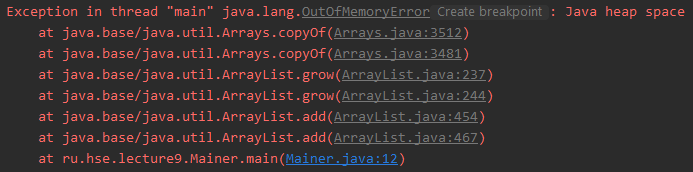 Exception in thread "main" java.lang.OutOfMemoryError Create breakpoint : Java heap space
at java.base/java.util.Arrays.copyOf(Arrays.java:3512)
at java.base/java.util.Arrays.copyOf(Arrays.java:3481)
at java.base/java.util.ArrayList.grow(ArrayList.java:237)
at java.base/java.util.ArrayList.grow(ArrayList.java:244)
at java.base/java.util.ArrayList.add(ArrayList.java:454)
at java.base/java.util.ArrayList.add(ArrayList.java:467)
at ru.hse.lecture9.Mainer.main(Mainer.java:12)